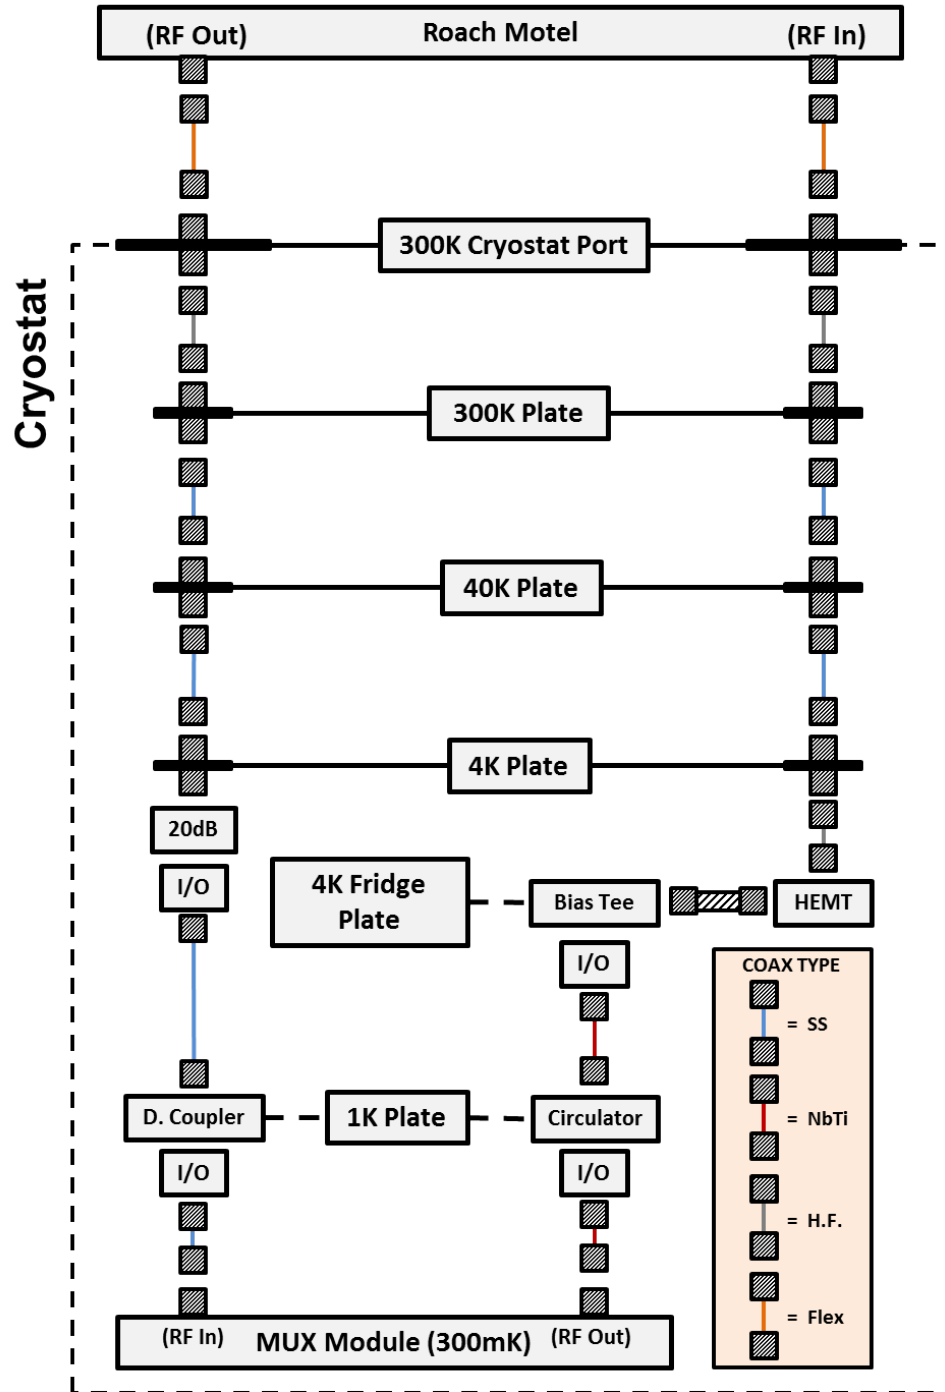 Roach Motel
(RF Out)
(RF In)
Cryostat
300K Cryostat Port
300K Plate
40K Plate
4K Plate
20dB
I/O
4K Fridge
Plate
Bias Tee
HEMT
I/O
COAX TYPE
= SS
= NbTi
= H.F.
= Flex
D. Coupler
1K Plate
Circulator
I/O
I/O
(RF In)
MUX Module (300mK)
(RF Out)